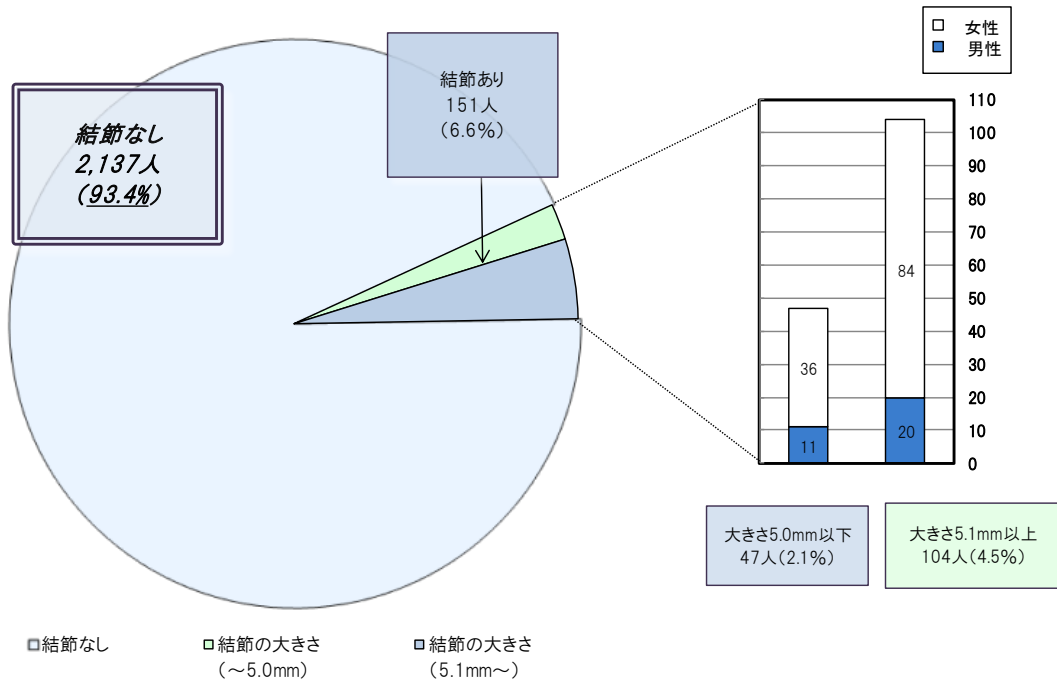 女性
男性
結節なし
2,137人
(93.4%)
結節あり
151人
(6.6%)
110
100
90
80
70
60
50
40
30
20
10
0
84
36
20
11
大きさ5.0mm以下
47人(2.1%)
大きさ5.1mm以上
104人(4.5%)
結節なし
結節の大きさ
(～5.0mm)
結節の大きさ
(5.1mm～)